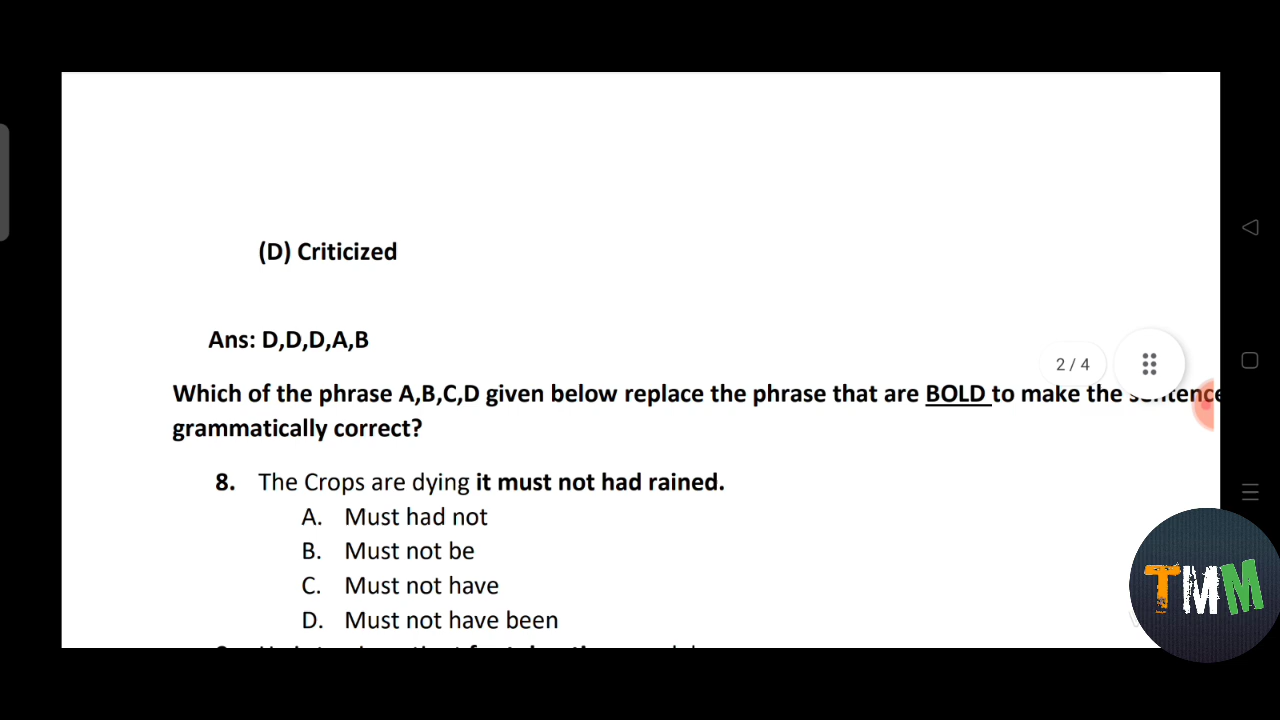 (D) Criticized
Ans: D,D,D,A,B
2 / 4
Which of the phrase A,B,C,D given below replace the phrase that are BOLD to make the sentence
grammatically correct?
8. The Crops are dying it must not had rained.
A. Must had not
B. Must not be
C. Must not have
D. Must not have been
TMM